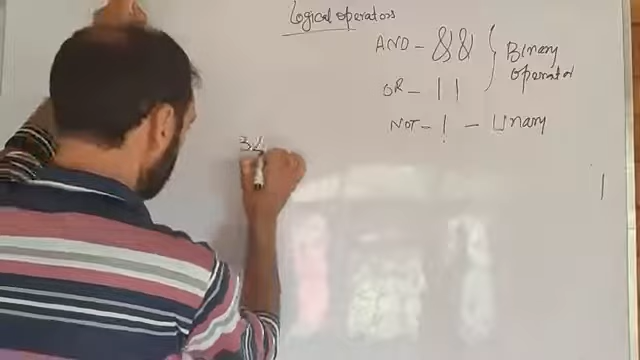 Logical operators
AND - &&
OR - ||
Binary
operator
NOT - ! - Unary
3